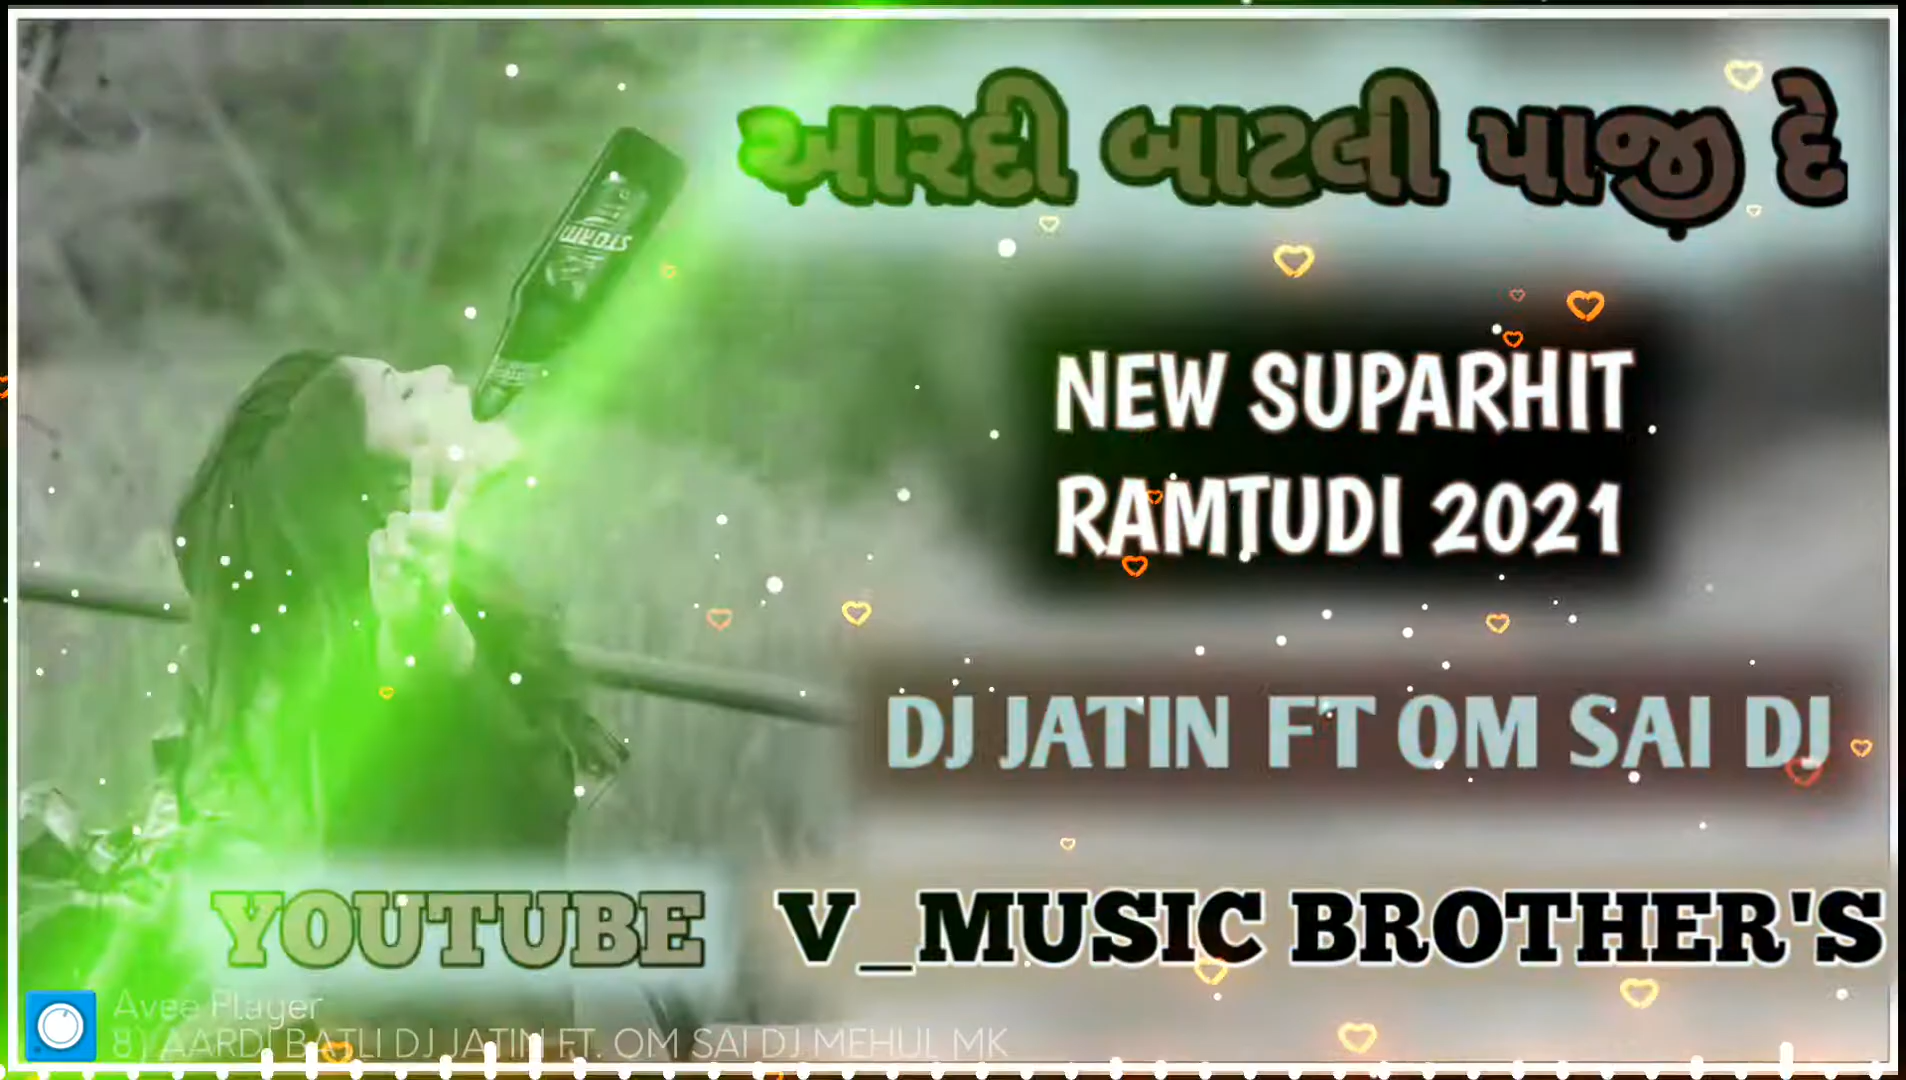 આરદી બાટલી પાજી દે
STORM
NEW SUPARHIT
RAMTUDI 2021
DJ JATIN FT OM SAI DJ
YOUTUBE V_MUSIC BROTHER'S
Avee Player
8) AARDI BATLI DJ JATIN FT. OM SAI DJ MEHUL MK